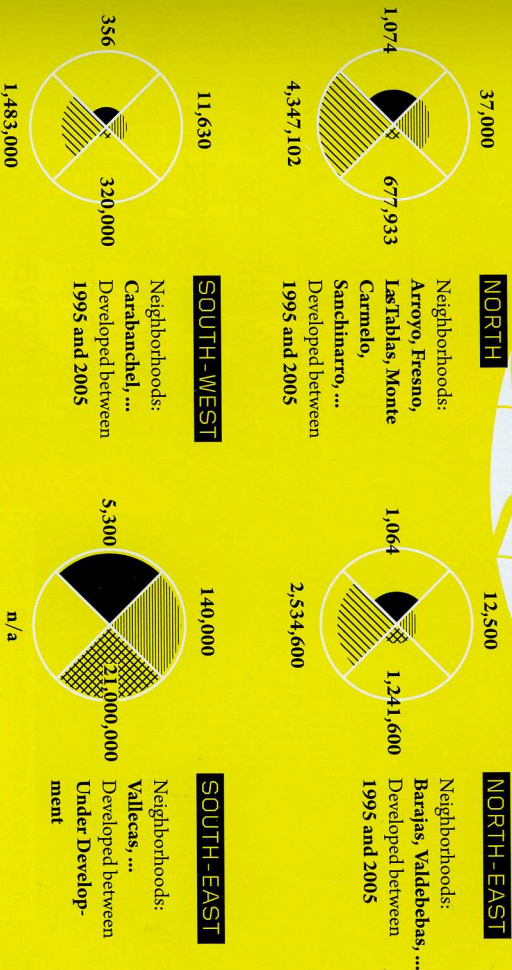 37,000
1,074
677,933
4,347,102
NORTH
Neighborhoods:
Arroyo, Fresno,
LasTablas, Monte
Carmelo,
Sanchinarro, ...
Developed between
1995 and 2005
12,500
1,064
1,241,600
2,534,600
NORTH-EAST
Neighborhoods:
Barajas, Valdebebas, ...
Developed between
1995 and 2005
11,630
356
320,000
1,483,000
SOUTH-WEST
Neighborhoods:
Carabanchel, ...
Developed between
1995 and 2005
140,000
5,300
21,000,000
n/a
SOUTH-EAST
Neighborhoods:
Vallecas, ...
Developed between
Under Develop-
ment